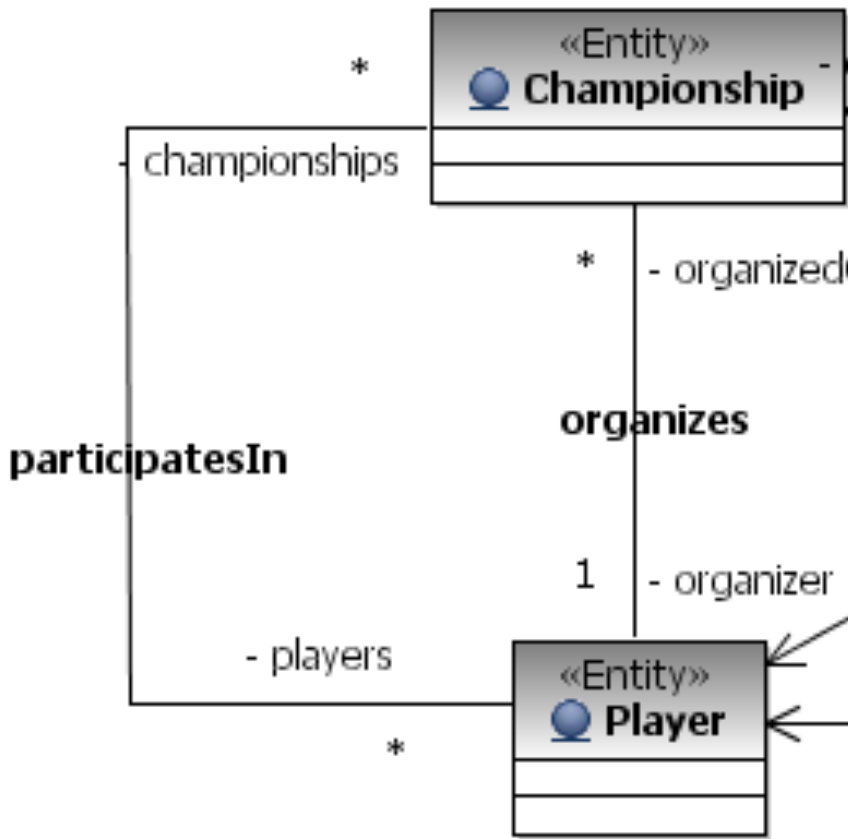 «Entity»
Championship
*
- championships
*
- organized
organizes
participatesIn
1
- organizer
- players
«Entity»
Player
*